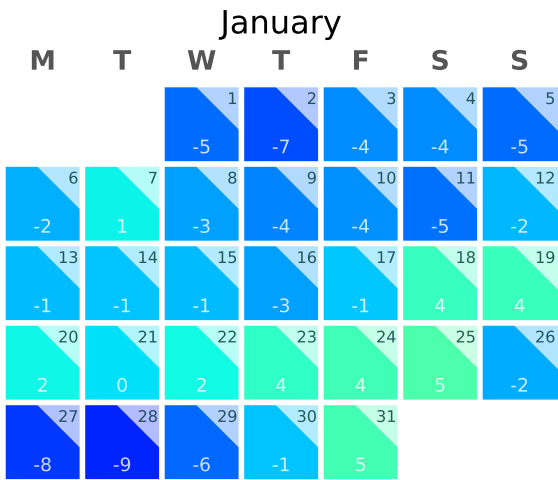 January
M T W T F S S
1 2 3 4 5
-5 -7 -4 -4 -5
6 7 8 9 10 11 12
-2 1 -3 -4 -4 -5 -2
13 14 15 16 17 18 19
-1 -1 -1 -3 -1 4 4
20 21 22 23 24 25 26
2 0 2 4 4 5 -2
27 28 29 30 31
-8 -9 -6 -1 5